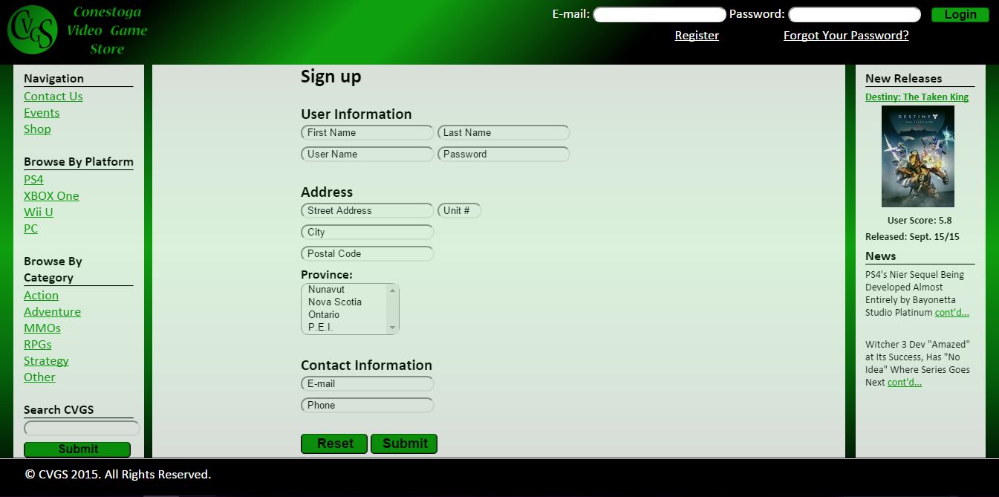 CVGS
Conestoga
Video Game
Store
E-mail: Password: Login
Register Forgot Your Password?
Navigation
Contact Us
Events
Shop
Browse By Platform
PS4
XBOX One
Wii U
PC
Browse By
Category
Action
Adventure
MMOs
RPGs
Strategy
Other
Search CVGS
Submit
Sign up
User Information
First Name Last Name
User Name Password
Address
Street Address Unit #
City
Postal Code
Province:
Nunavut
Nova Scotia
Ontario
P.E.I.
Contact Information
E-mail
Phone
Reset Submit
New Releases
Destiny: The Taken King
DESTINY
THE TAKEN KING
User Score: 5.8
Released: Sept. 15/15
News
PS4's Nier Sequel Being
Developed Almost
Entirely by Bayonetta
Studio Platinum cont'd...
Witcher 3 Dev "Amazed"
at Its Success, Has "No
Idea" Where Series Goes
Next cont'd...
© CVGS 2015. All Rights Reserved.